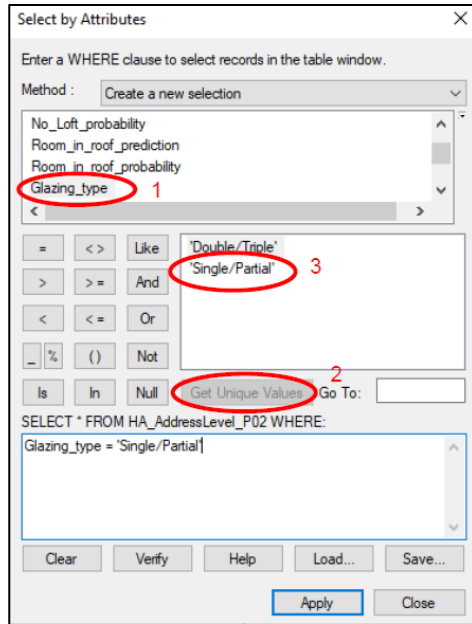 Select by Attributes
Enter a WHERE clause to select records in the table window.
Method : Create a new selection
No_Loft_probability
Room_in_roof_prediction
Room_in_roof_probability
Glazing_type 1
= < > Like 'Double/Triple'
'Single/Partial' 3
> > = And
< < = Or
_ % () Not
2
Is In Null Get Unique Values Go To:
SELECT * FROM HA_AddressLevel_P02 WHERE:
Glazing_type = 'Single/Partial'
Clear Verify Help Load... Save...
Apply Close